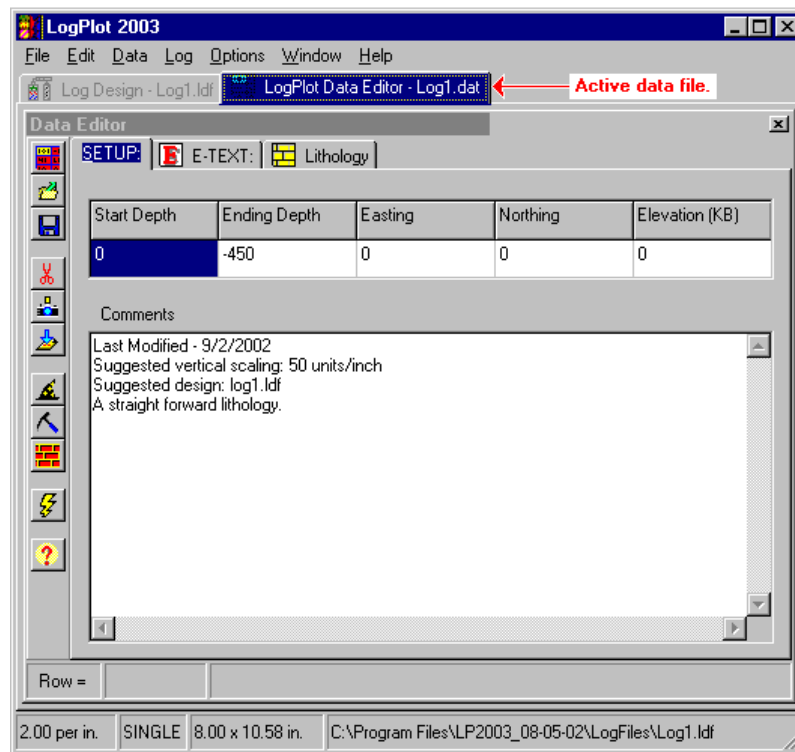 LogPlot 2003
File Edit Data Log Options Window Help
Log Design - Log1.ldf LogPlot Data Editor - Log1.dat Active data file.
Data Editor
SETUP: E E-TEXT: Lithology
Start Depth Ending Depth Easting Northing Elevation (KB)
0 -450 0 0 0
Comments
Last Modified - 9/2/2002
Suggested vertical scaling: 50 units/inch
Suggested design: log1.ldf
A straight forward lithology.
?
Row =
2.00 per in. SINGLE 8.00 x 10.58 in. C:\Program Files\LP2003_08-05-02\LogFiles\Log1.ldf